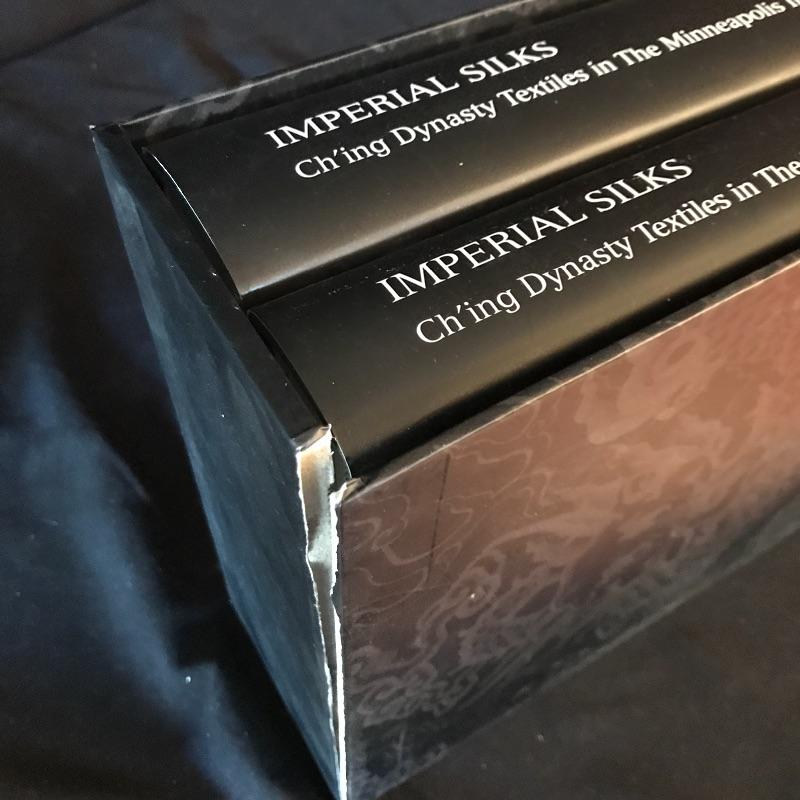 IMPERIAL SILKS
Ch'ing Dynasty Textiles in The Minneapolis
IMPERIAL SILKS
Ch'ing Dynasty Textiles in The